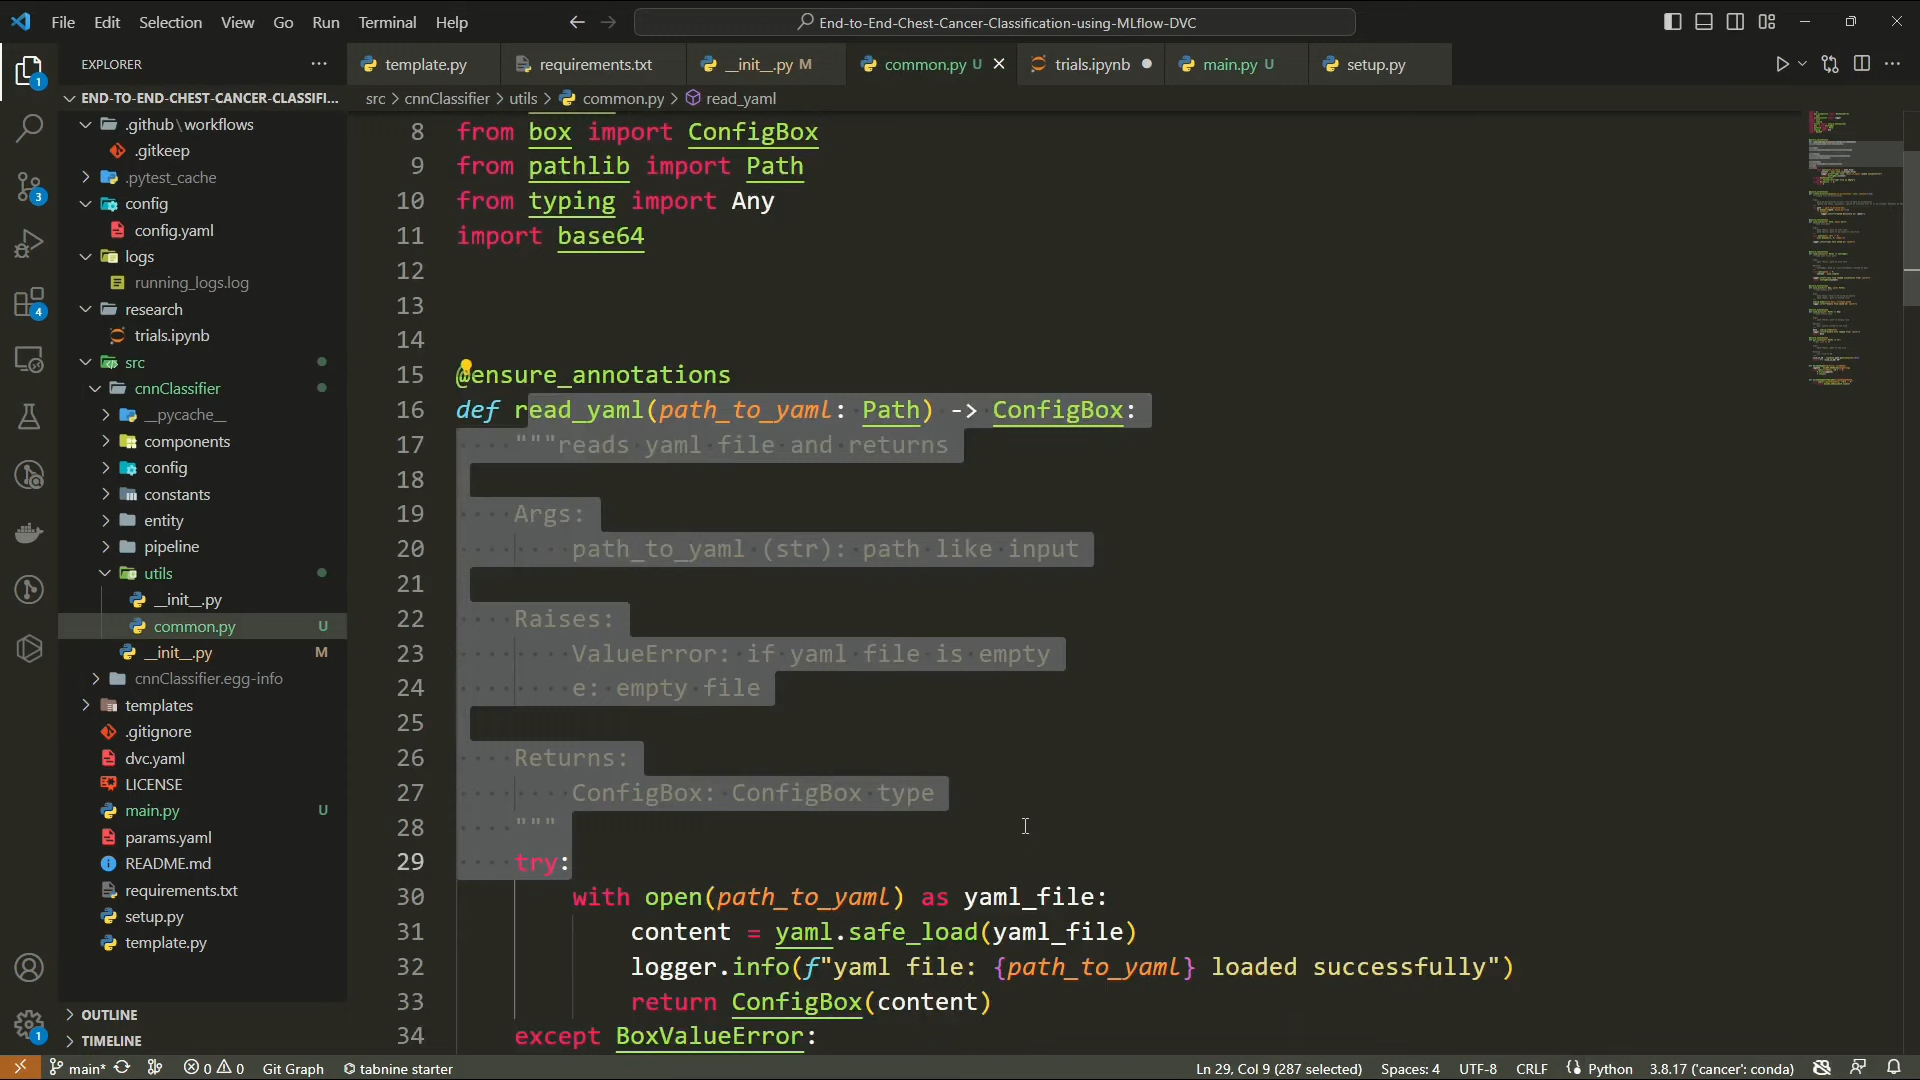 File Edit Selection View Go Run Terminal Help
End-to-End-Chest-Cancer-Classification-using-MLflow-DVC
EXPLORER
template.py
requirements.txt
__init__.py M
common.py U
trials.ipynb
main.py U
setup.py
src > cnnClassifier > utils > common.py > read_yaml
END-TO-END-CHEST-CANCER-CLASSIFI...
.github\workflows
.gitkeep
.pytest_cache
config
config.yaml
logs
running_logs.log
research
trials.ipynb
src
cnnClassifier
__pycache__
components
config
constants
entity
pipeline
utils
__init__.py
common.py U
__init__.py M
cnnClassifier.egg-info
templates
.gitignore
dvc.yaml
LICENSE
main.py U
params.yaml
README.md
requirements.txt
setup.py
template.py
OUTLINE
TIMELINE
1
3
4
1
8 from box import ConfigBox
9 from pathlib import Path
10 from typing import Any
11 import base64
12
13
14
15 @ensure_annotations
16 def read_yaml(path_to_yaml: Path) -> ConfigBox:
17 """reads yaml file and returns
18
19 Args:
20 path_to_yaml (str): path like input
21
22 Raises:
23 ValueError: if yaml file is empty
24 e: empty file
25
26 Returns:
27 ConfigBox: ConfigBox type
28 """
29 try:
30 with open(path_to_yaml) as yaml_file:
31 content = yaml.safe_load(yaml_file)
32 logger.info(f"yaml file: {path_to_yaml} loaded successfully")
33 return ConfigBox(content)
34 except BoxValueError:
main* 0 0 Git Graph tabnine starter
Ln 29, Col 9 (287 selected) Spaces: 4 UTF-8 CRLF Python 3.8.17 ('cancer': conda)